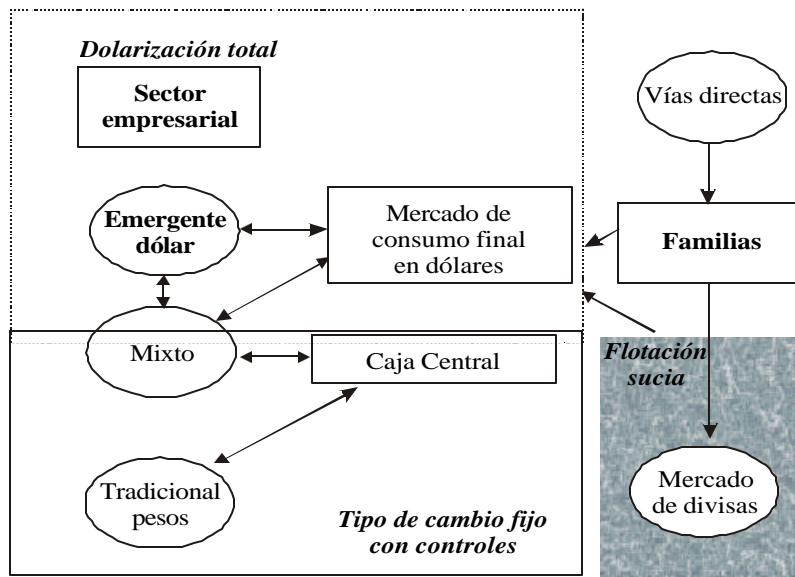 Dolarización total
Sector
empresarial
Vías directas
Emergente
dólar
Mercado de
consumo final
en dólares
Familias
Mixto
Caja Central
Flotación
sucia
Tradicional
pesos
Mercado
de divisas
Tipo de cambio fijo
con controles